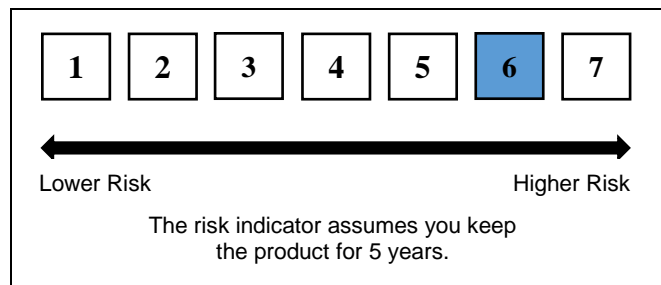 1 2 3 4 5 6 7
Lower Risk Higher Risk
The risk indicator assumes you keep
the product for 5 years.